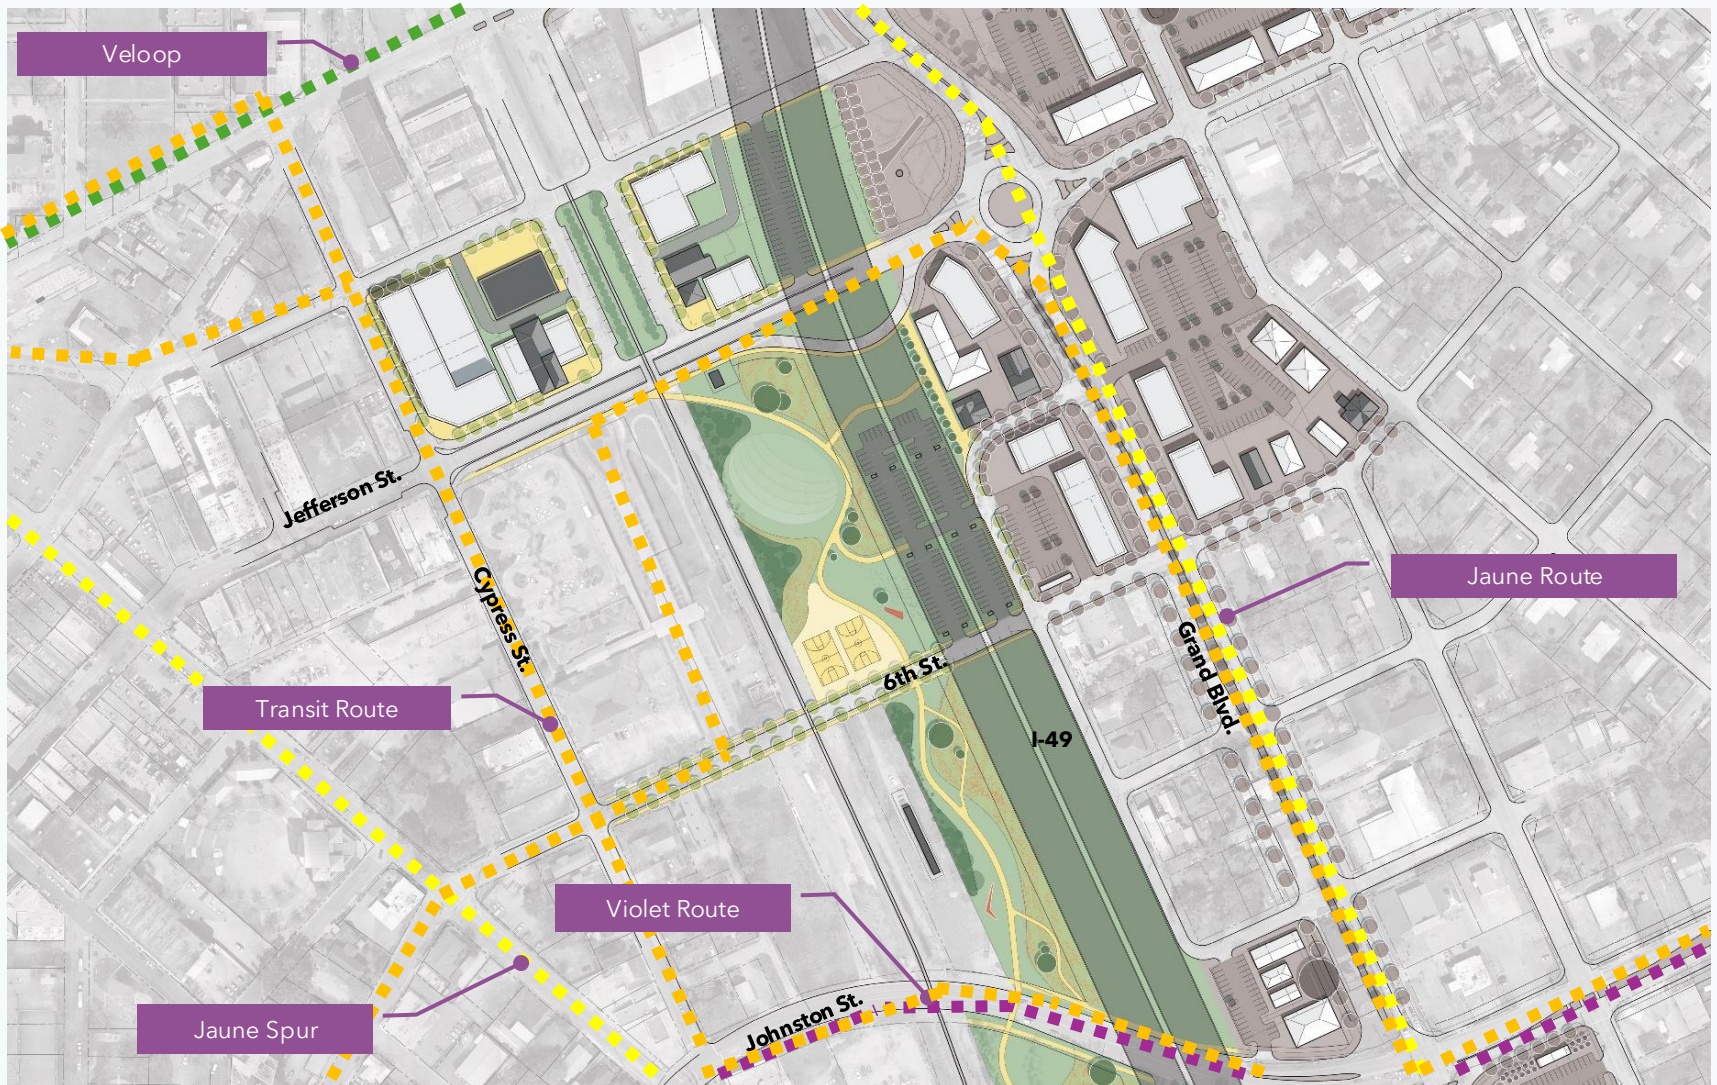 Veloop
Jefferson St.
Cypress St.
Jaune Route
Grand Blvd.
6th St.
Transit Route
I-49
Violet Route
Johnston St.
Jaune Spur